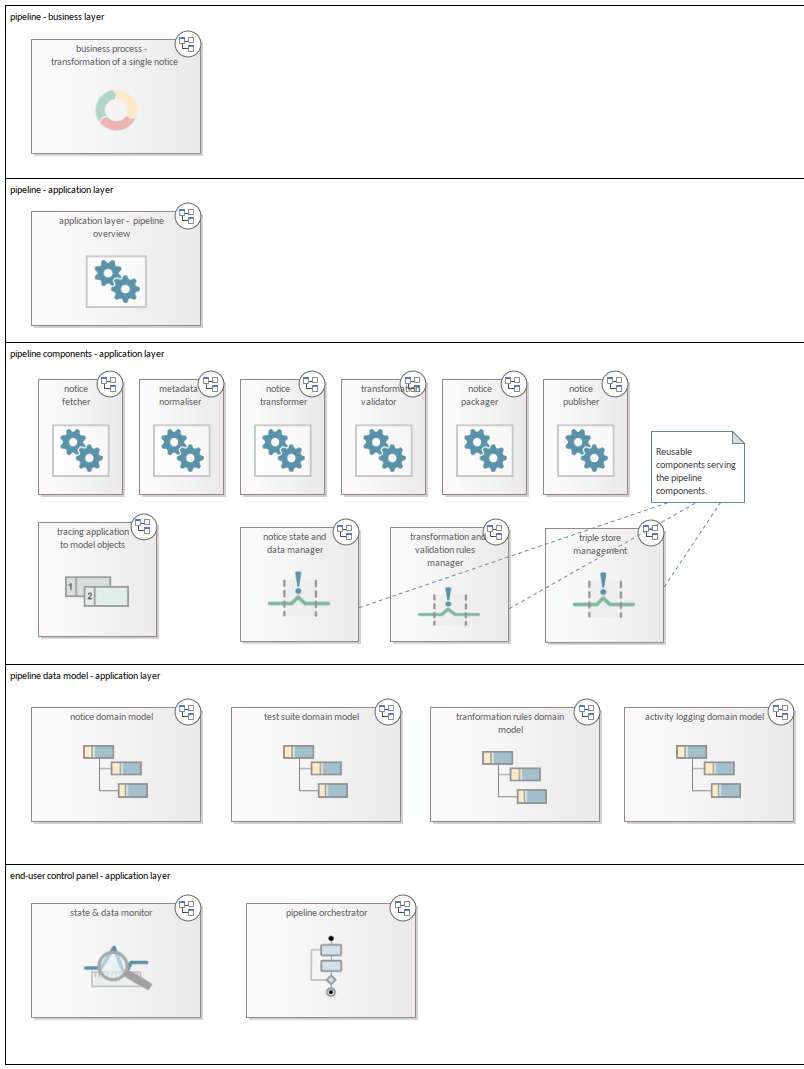 pipeline - business layer
business process -
transformation of a single notice
pipeline - application layer
application layer - pipeline
overview
pipeline components - application layer
notice
fetcher
metadata
normaliser
notice
transformer
transformation
validator
notice
packager
notice
publisher
Reusable
components serving
the pipeline
components.
tracing application
to model objects
1
2
notice state and
data manager
transformation and
validation rules
manager
triple store
management
pipeline data model - application layer
notice domain model
test suite domain model
tranformation rules domain
model
activity logging domain model
end-user control panel - application layer
state & data monitor
pipeline orchestrator